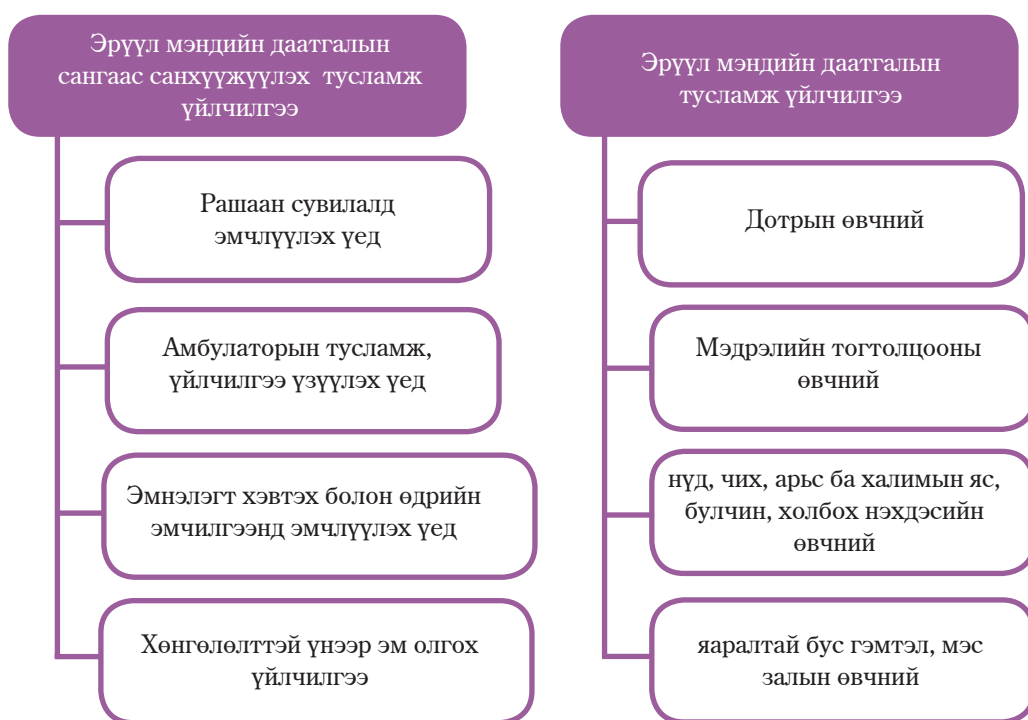 Эрүүл мэндийн даатгалын
сангаас санхүүжүүлэх тусламж
үйлчилгээ
Рашаан сувилалд
эмчлүүлэх үед
Амбулаторын тусламж,
үйлчилгээ үзүүлэх үед
Эмнэлэгт хэвтэх болон өдрийн
эмчилгээнд эмчлүүлэх үед
Хөнгөлөлттэй үнээр эм олгох
үйлчилгээ
Эрүүл мэндийн даатгалын
тусламж үйлчилгээ
Дотрын өвчний
Мэдрэлийн тогтолцооны
өвчний
нүд, чих, арьс ба халимын яс,
булчин, холбох нэхдэсийн
өвчний
яаралтай бус гэмтэл, мэс
залын өвчний